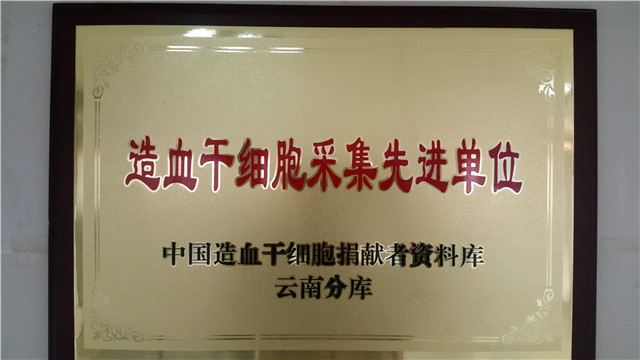 造血干细胞采集先进单位
中国造血干细胞捐献者资料库
云南分库